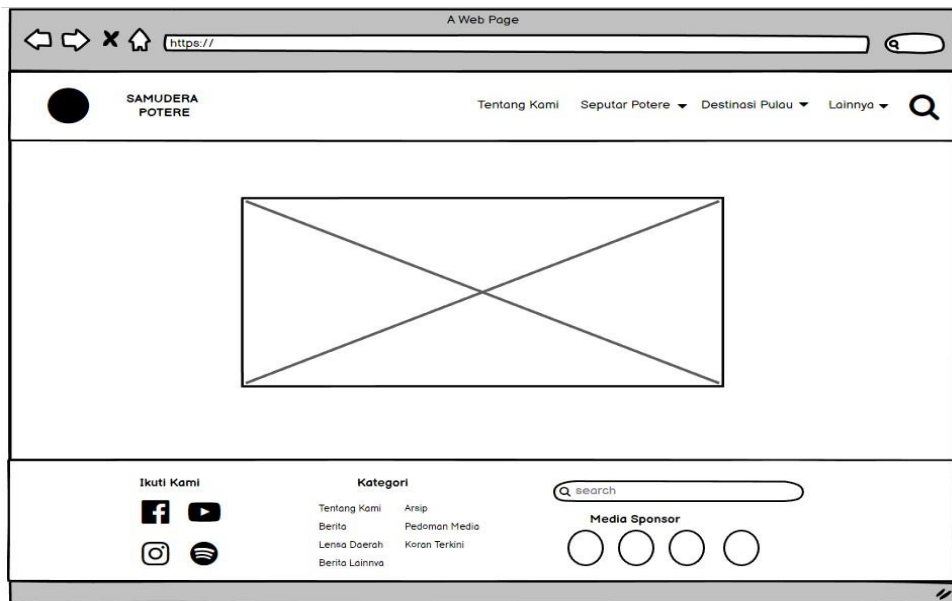 A Web Page
https://
SAMUDERA
POTERE
Tentang Kami
Seputar Potere
Destinasi Pulau
Lainnya
Ikuti Kami
Kategori
Tentang Kami
Arsip
Berita
Pedoman Media
Lensa Daerah
Koran Terkini
Berita Lainnya
search
Media Sponsor